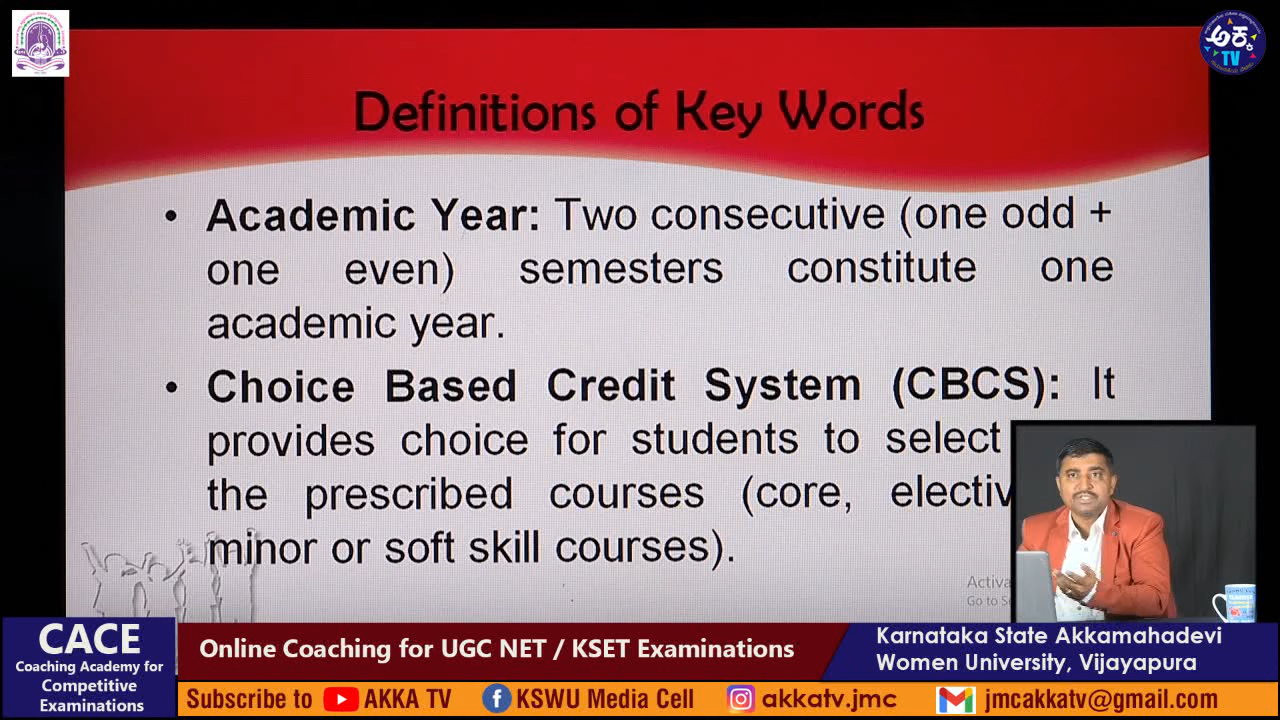 ಅಕ್ಕ
TV
Definitions of Key Words
• Academic Year: Two consecutive (one odd +
one even) semesters constitute one
academic year.
• Choice Based Credit System (CBCS): It
provides choice for students to select
the prescribed courses (core,
minor or soft skill courses).
Go to
CACE
Coaching Academy for
Competitive
Examinations
Online Coaching for UGC NET / KSET Examinations
Karnataka State Akkamahadevi
Women University, Vijayapura
Subscribe to AKKA TV KSWU Media Cell akkatv.jmc jmcakkatv@gmail.com